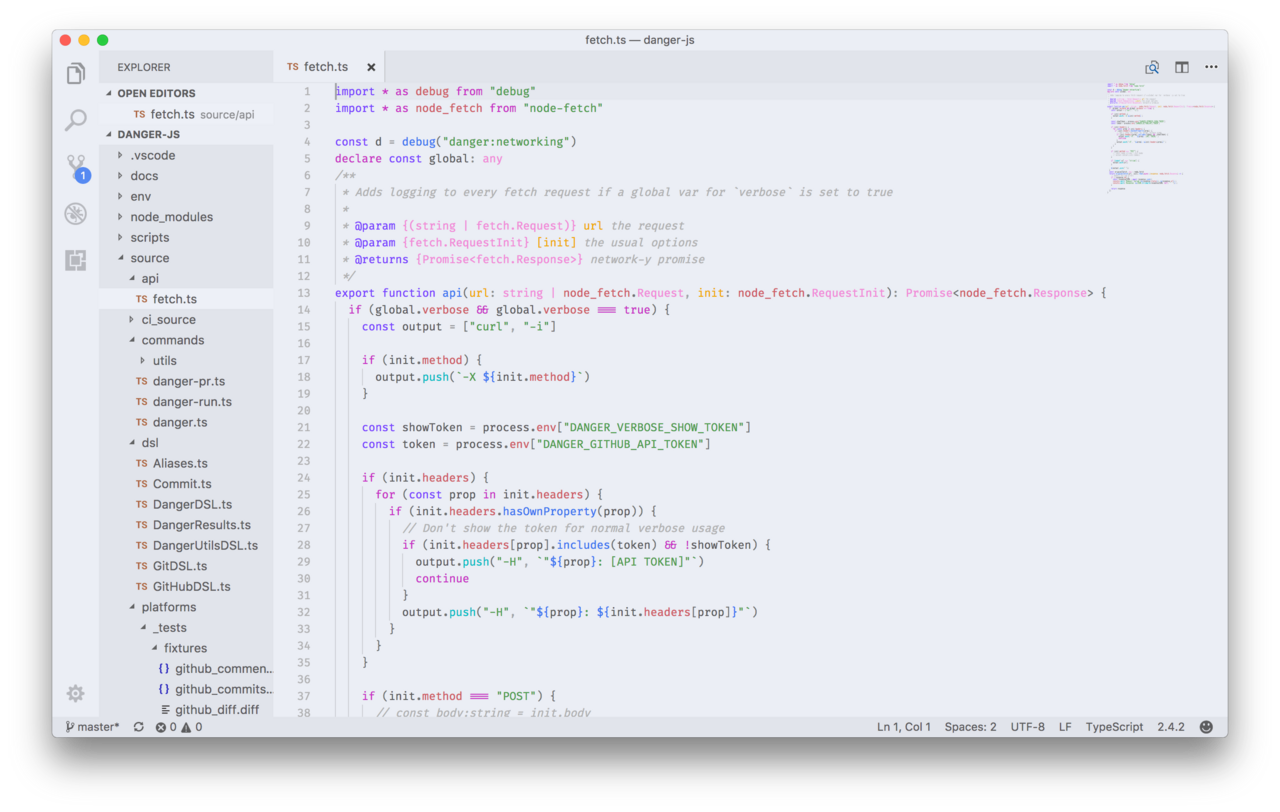 fetch.ts — danger-js
EXPLORER
OPEN EDITORS
TS fetch.ts source/api
DANGER-JS
.vscode
docs
env
node_modules
scripts
source
api
TS fetch.ts
ci_source
commands
utils
TS danger-pr.ts
TS danger-run.ts
TS danger.ts
dsl
TS Aliases.ts
TS Commit.ts
TS DangerDSL.ts
TS DangerResults.ts
TS DangerUtilsDSL.ts
TS GitDSL.ts
TS GitHubDSL.ts
platforms
_tests
fixtures
{} github_commen...
{} github_commits...
github_diff.diff
1
TS fetch.ts ×
1 import * as debug from "debug"
2 import * as node_fetch from "node-fetch"
3
4 const d = debug("danger:networking")
5 declare const global: any
6 /**
7 * Adds logging to every fetch request if a global var for `verbose` is set to true
8 *
9 * @param {(string | fetch.Request)} url the request
10 * @param {fetch.RequestInit} [init] the usual options
11 * @returns {Promise<fetch.Response>} network-y promise
12 */
13 export function api(url: string | node_fetch.Request, init: node_fetch.RequestInit): Promise<node_fetch.Response> {
14 if (global.verbose && global.verbose === true) {
15 const output = ["curl", "-i"]
16
17 if (init.method) {
18 output.push(`-X ${init.method}`)
19 }
20
21 const showToken = process.env["DANGER_VERBOSE_SHOW_TOKEN"]
22 const token = process.env["DANGER_GITHUB_API_TOKEN"]
23
24 if (init.headers) {
25 for (const prop in init.headers) {
26 if (init.headers.hasOwnProperty(prop)) {
27 // Don't show the token for normal verbose usage
28 if (init.headers[prop].includes(token) && !showToken) {
29 output.push("-H", `"${prop}: [API TOKEN]"`)
30 continue
31 }
32 output.push("-H", `"${prop}: ${init.headers[prop]}"`)
33 }
34 }
35 }
36
37 if (init.method === "POST") {
38 // const body:string = init.body
master* 0 0 Ln 1, Col 1 Spaces: 2 UTF-8 LF TypeScript 2.4.2